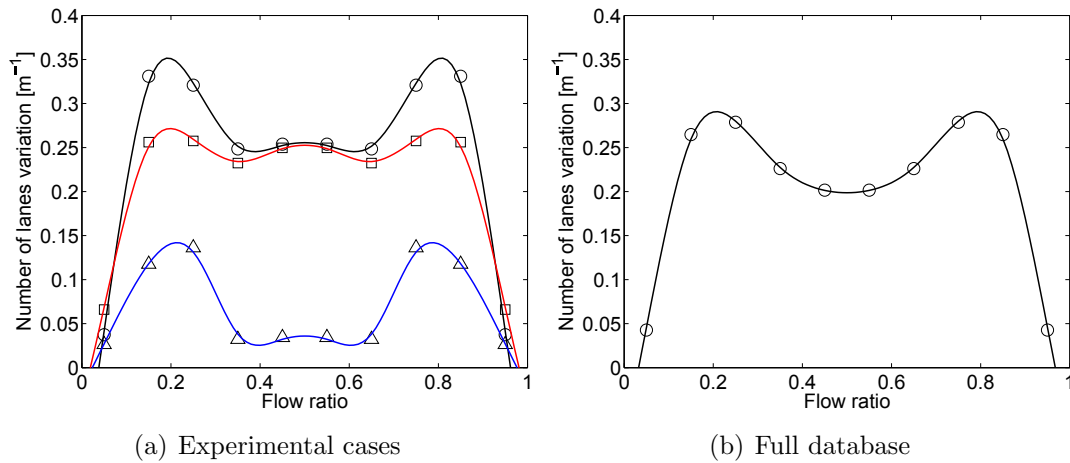 Number of lanes variation [m⁻¹]
0.4
0.35
0.3
0.25
0.2
0.15
0.1
0.05
0
0 0.2 0.4 0.6 0.8 1
Flow ratio
(a) Experimental cases
Number of lanes variation [m⁻¹]
0.4
0.35
0.3
0.25
0.2
0.15
0.1
0.05
0
0 0.2 0.4 0.6 0.8 1
Flow ratio
(b) Full database